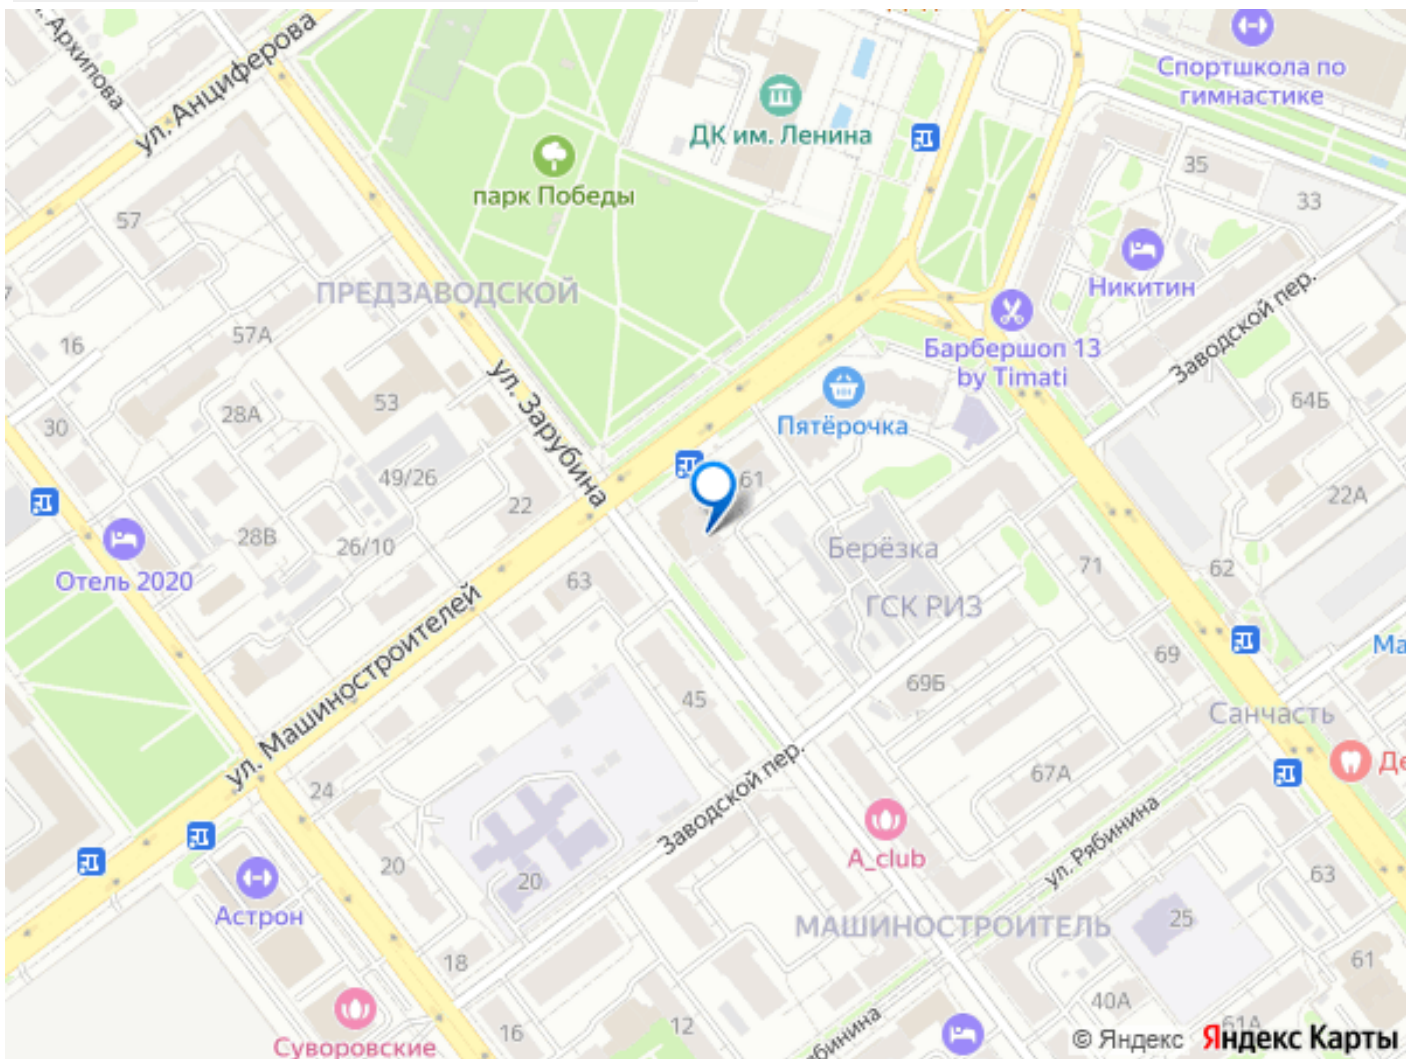 ул. Архипова
ул. Анциферова
Спортшкола по
гимнастике
ДК им. Ленина
парк Победы
35
33
57
ПРЕДЗАВОДСКОЙ
Никитин
Заводской пер.
57А
16
Барбершоп 13
by Timati
ул. Зарубина
53
28А
30
Пятёрочка
64Б
49/26
61
22
22А
28В
26/10
Берёзка
71
62
Отель 2020
63
ГСК РИЗ
ул. Машиностроителей
69
Ма
69Б
45
Санчасть
Заводской пер.
67А
Де
24
ул. Рябинина
A_club
20
20
63
Астрон
МАШИНОСТРОИТЕЛЬ
25
18
61
40А
16
12
61А
Суворовские
© Яндекс
Яндекс Карты